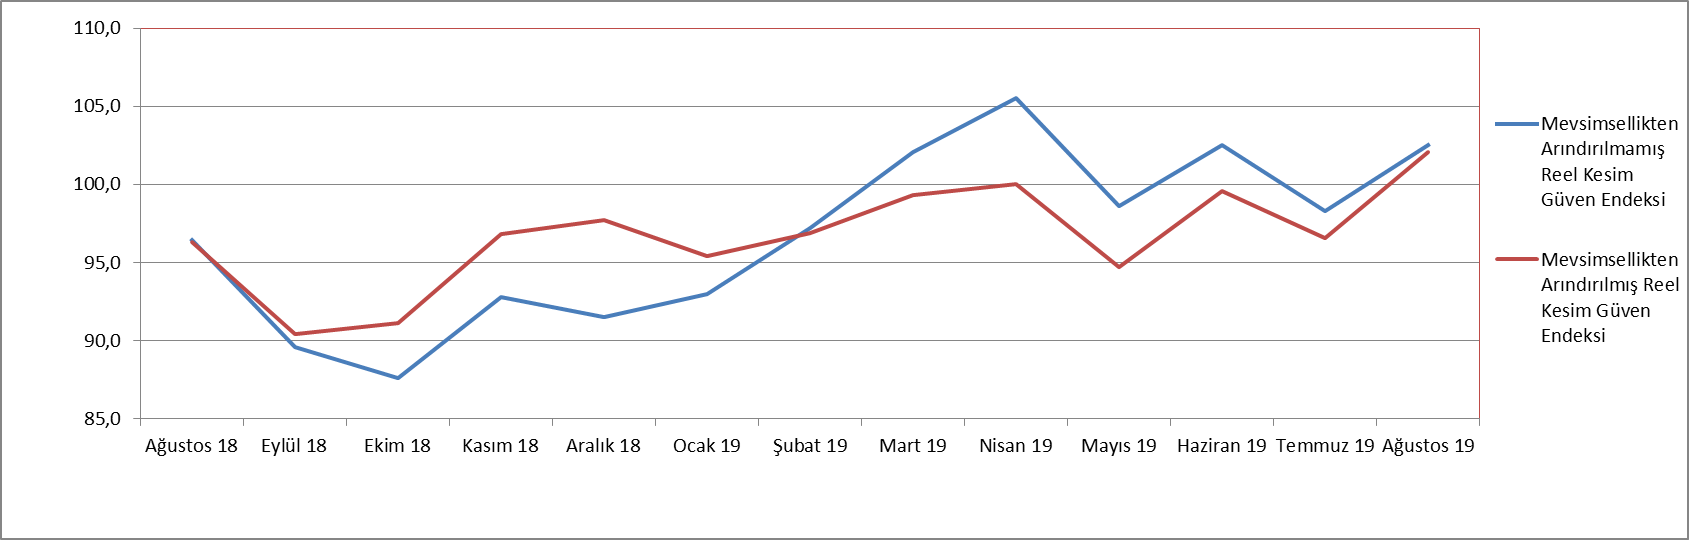 110,0
105,0
100,0
95,0
90,0
85,0
Ağustos 18 Eylül 18 Ekim 18 Kasım 18 Aralık 18 Ocak 19 Şubat 19 Mart 19 Nisan 19 Mayıs 19 Haziran 19 Temmuz 19 Ağustos 19
Mevsimsellikten
Arındırılmamış
Reel Kesim
Güven Endeksi
Mevsimsellikten
Arındırılmış Reel
Kesim Güven
Endeksi